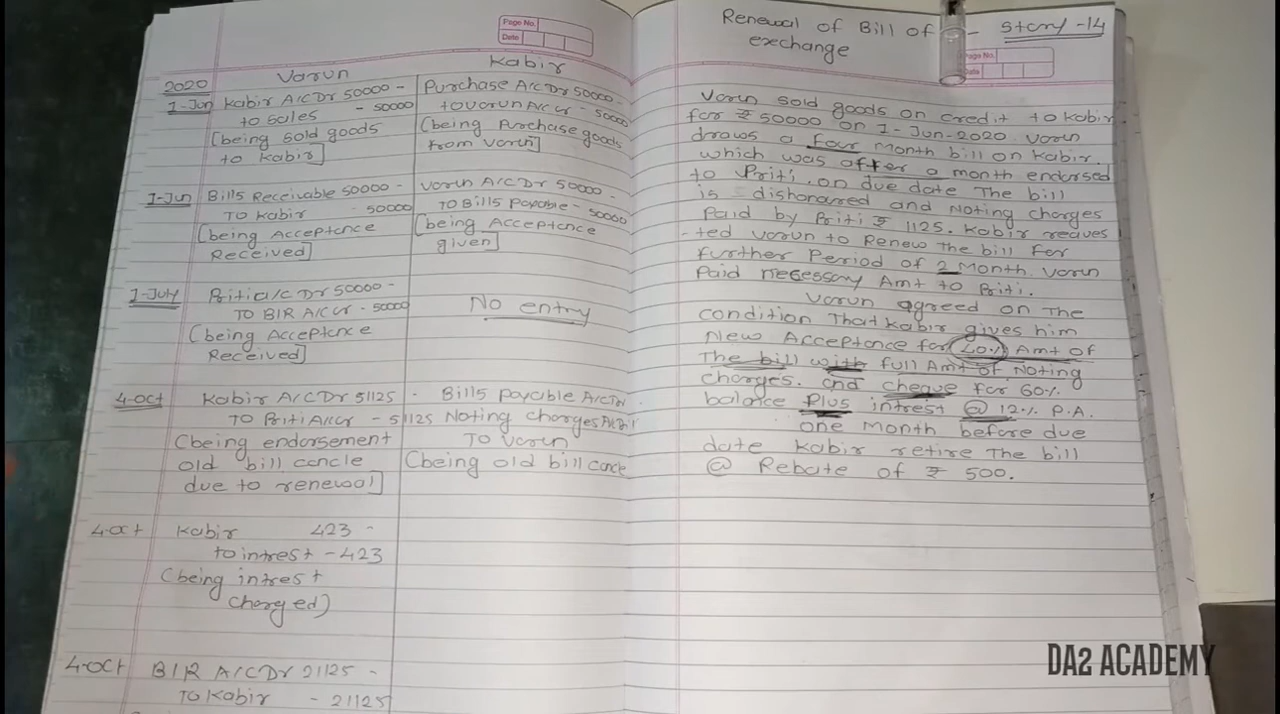 Page No.
Date
Varun
Kabir
2020
1-Jun Kabir A/C Dr 50000 -
to Sales - 50000
[being sold goods
to Kabir]
Purchase A/C Dr 50000 -
to Varun A/C Cr - 50000
(being Purchase goods
from Varun]
1-Jun Bills Receivable 50000 -
TO Kabir - 50000
[being Acceptence
Received]
Varun A/C Dr 50000 -
TO Bills Payable - 50000
[being Acceptence
given]
1-July Priti A/C Dr 50000 -
TO B/R A/C Cr - 50000
[being Acceptence
Received]
No entry
4-Oct Kabir A/C Dr 51125 -
TO Priti A/C Cr - 51125
(being endorsement
old bill cancle
due to renewal]
Bills Payable A/C Dr
Noting charges A/C Dr
TO Varun
(being old bill cancle
4-Oct Kabir 423 -
to intrest - 423
(being intrest
charged)
4-Oct B/R A/C Dr 21125 -
TO Kabir - 21125
Renewal of Bill of - Story -14
exchange
Page No.
Date
Varun sold goods on credit to Kabir
for ₹ 50000 on 1-Jun-2020 Varun
draws a four month bill on Kabir.
which was after a month endorsed
to Priti. on due date The bill
is dishonoured and Noting charges
Paid by Priti ₹ 1125. Kabir reques
-ted Varun to Renew The bill for
further Period of 2 Month. Varun
Paid necessary Amt to Priti.
Varun agreed on The
condition That Kabir gives him
New Acceptence for 40% Amt of
The bill with full Amt of Noting
charges. and cheque for 60%
balance Plus intrest @ 12% P.A.
one month before due
date Kabir retire The bill
@ Rebate of ₹ 500.
DA2 ACADEMY